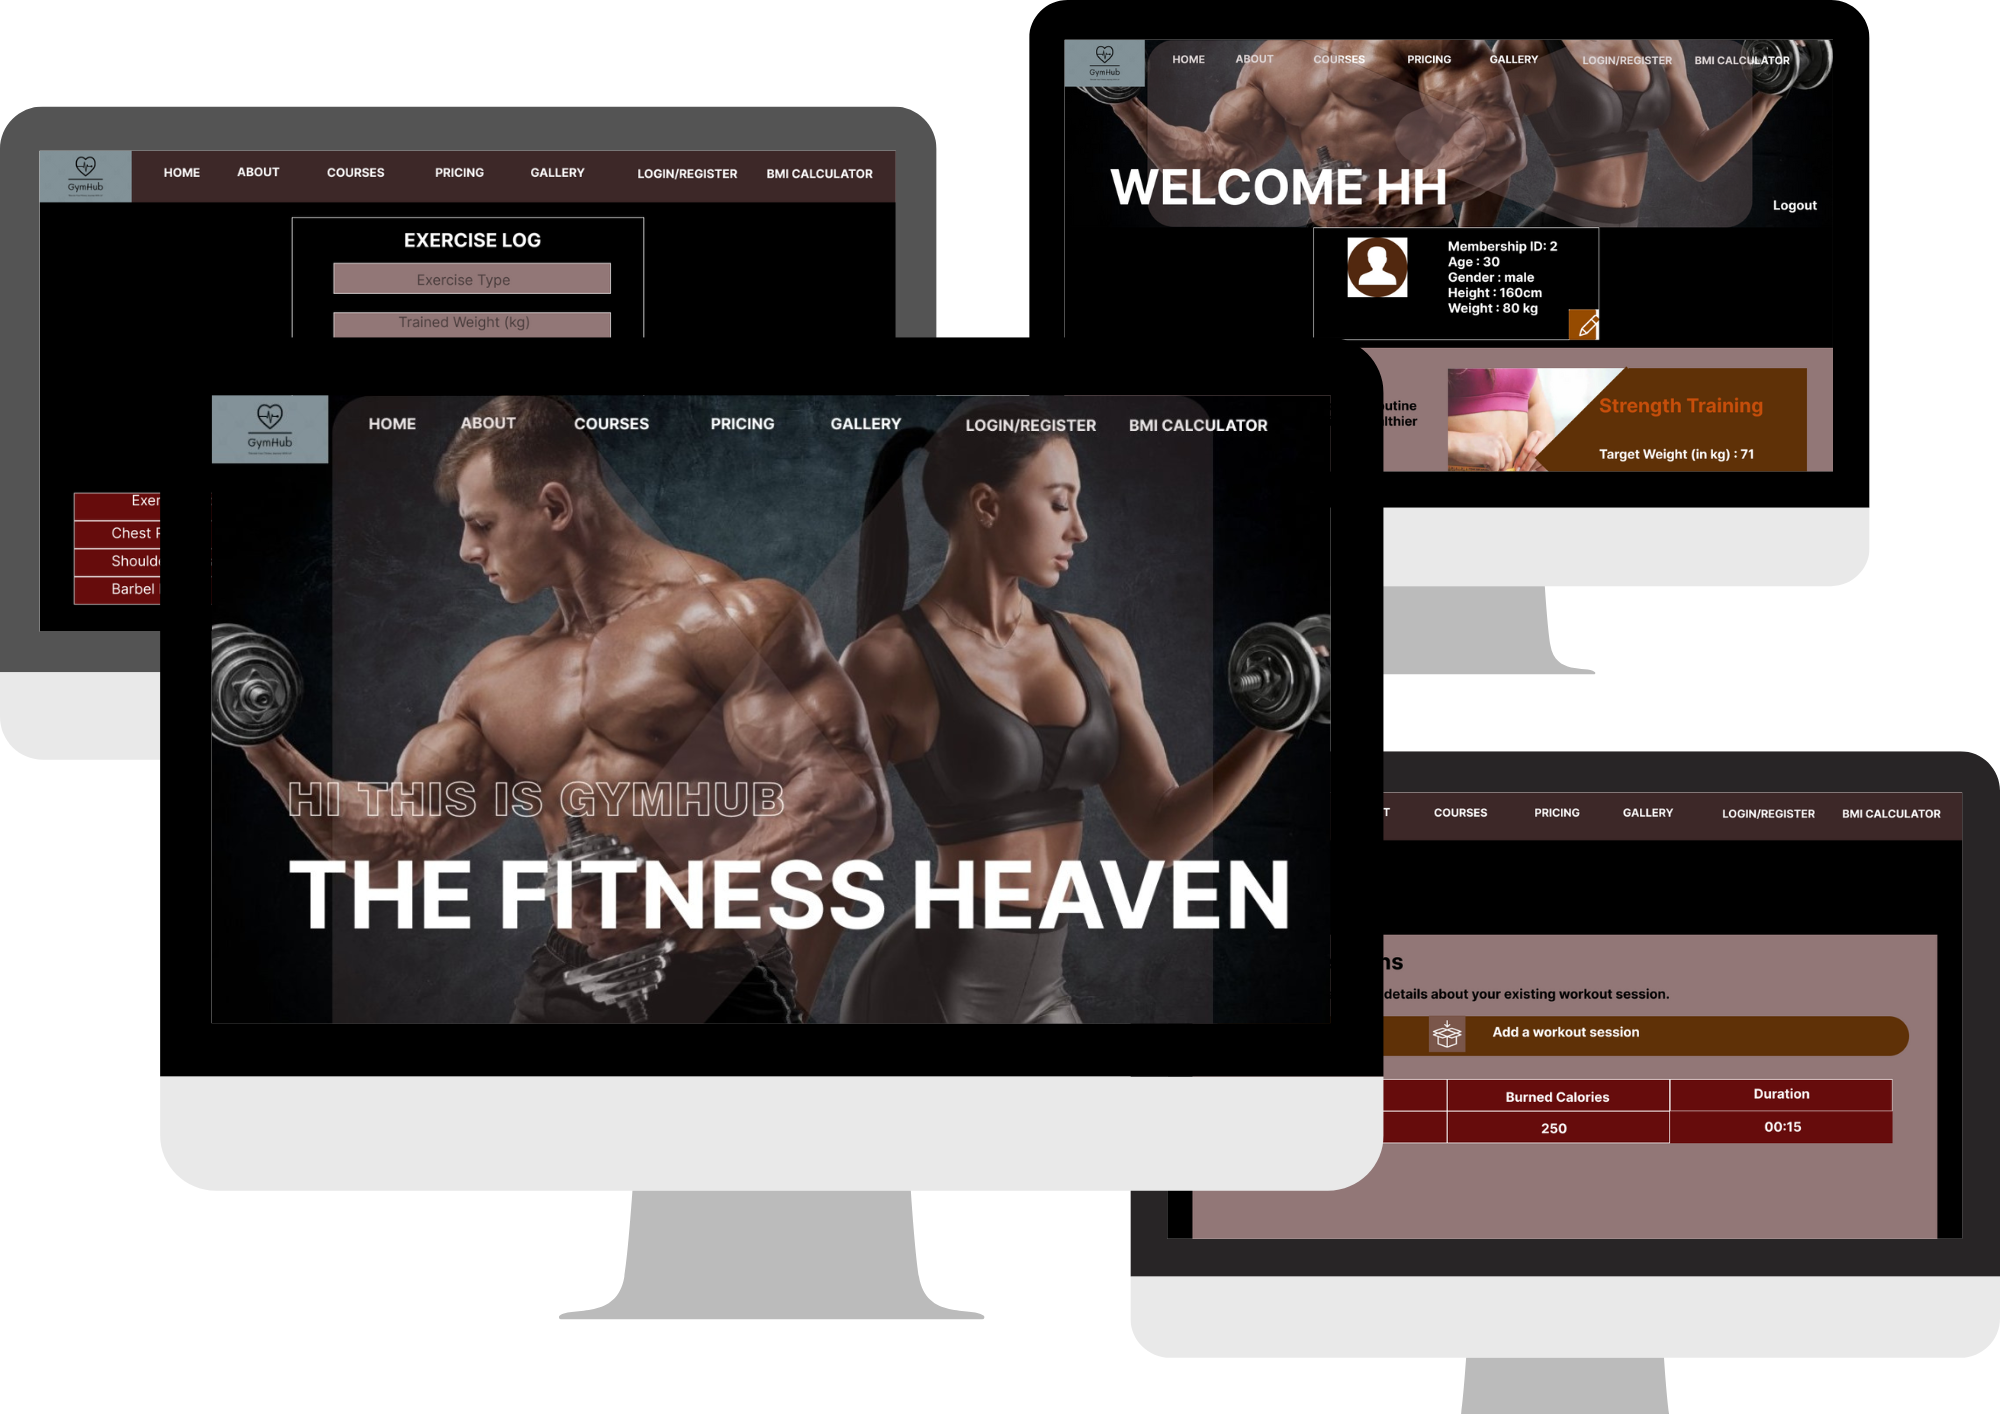 GymHub
HOME ABOUT COURSES PRICING GALLERY LOGIN/REGISTER BMI CALCULATOR
WELCOME HH
Logout
Membership ID: 2
Age : 30
Gender : male
Height : 160cm
Weight : 80 kg
Strength Training
Target Weight (in kg) : 71
GymHub
HOME ABOUT COURSES PRICING GALLERY LOGIN/REGISTER BMI CALCULATOR
EXERCISE LOG
Exercise Type
Trained Weight (kg)
Exer
Chest
Should
Barbel
GymHub
HOME ABOUT COURSES PRICING GALLERY LOGIN/REGISTER BMI CALCULATOR
HI THIS IS GYMHUB
THE FITNESS HEAVEN
COURSES PRICING GALLERY LOGIN/REGISTER BMI CALCULATOR
details about your existing workout session.
Add a workout session
Burned Calories Duration
250 00:15